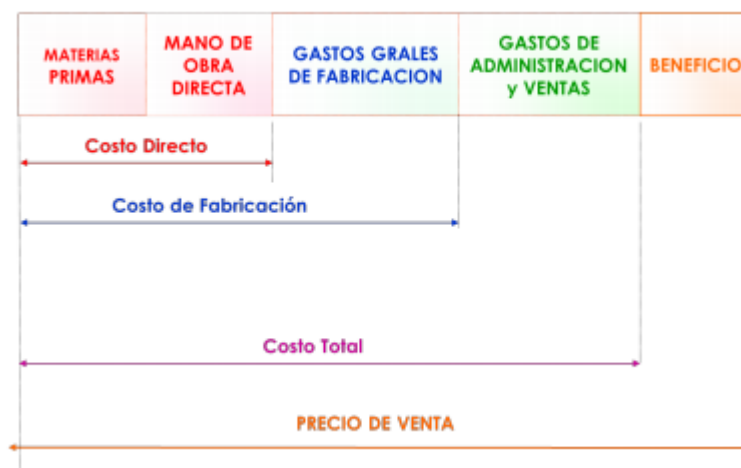 MATERIAS
PRIMAS
MANO DE
OBRA
DIRECTA
GASTOS GRALES
DE FABRICACION
GASTOS DE
ADMINISTRACION
y VENTAS
BENEFICIO
Costo Directo
Costo de Fabricación
Costo Total
PRECIO DE VENTA